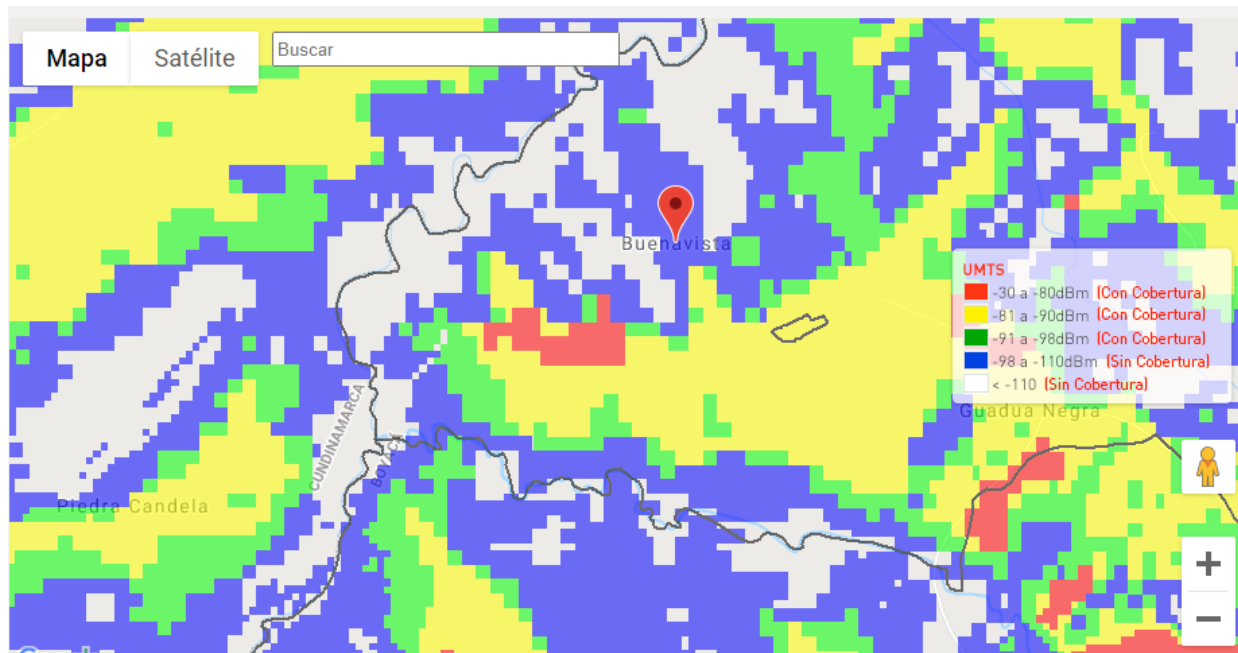 Mapa
Satélite
Buscar
Buenavista
UMTS
-30 a -80dBm (Con Cobertura)
-81 a -90dBm (Con Cobertura)
-91 a -98dBm (Con Cobertura)
-98 a -110dBm (Sin Cobertura)
< -110 (Sin Cobertura)
Guadua Negra
CUNDINAMARCA
BOYACÁ
Piedra Candela